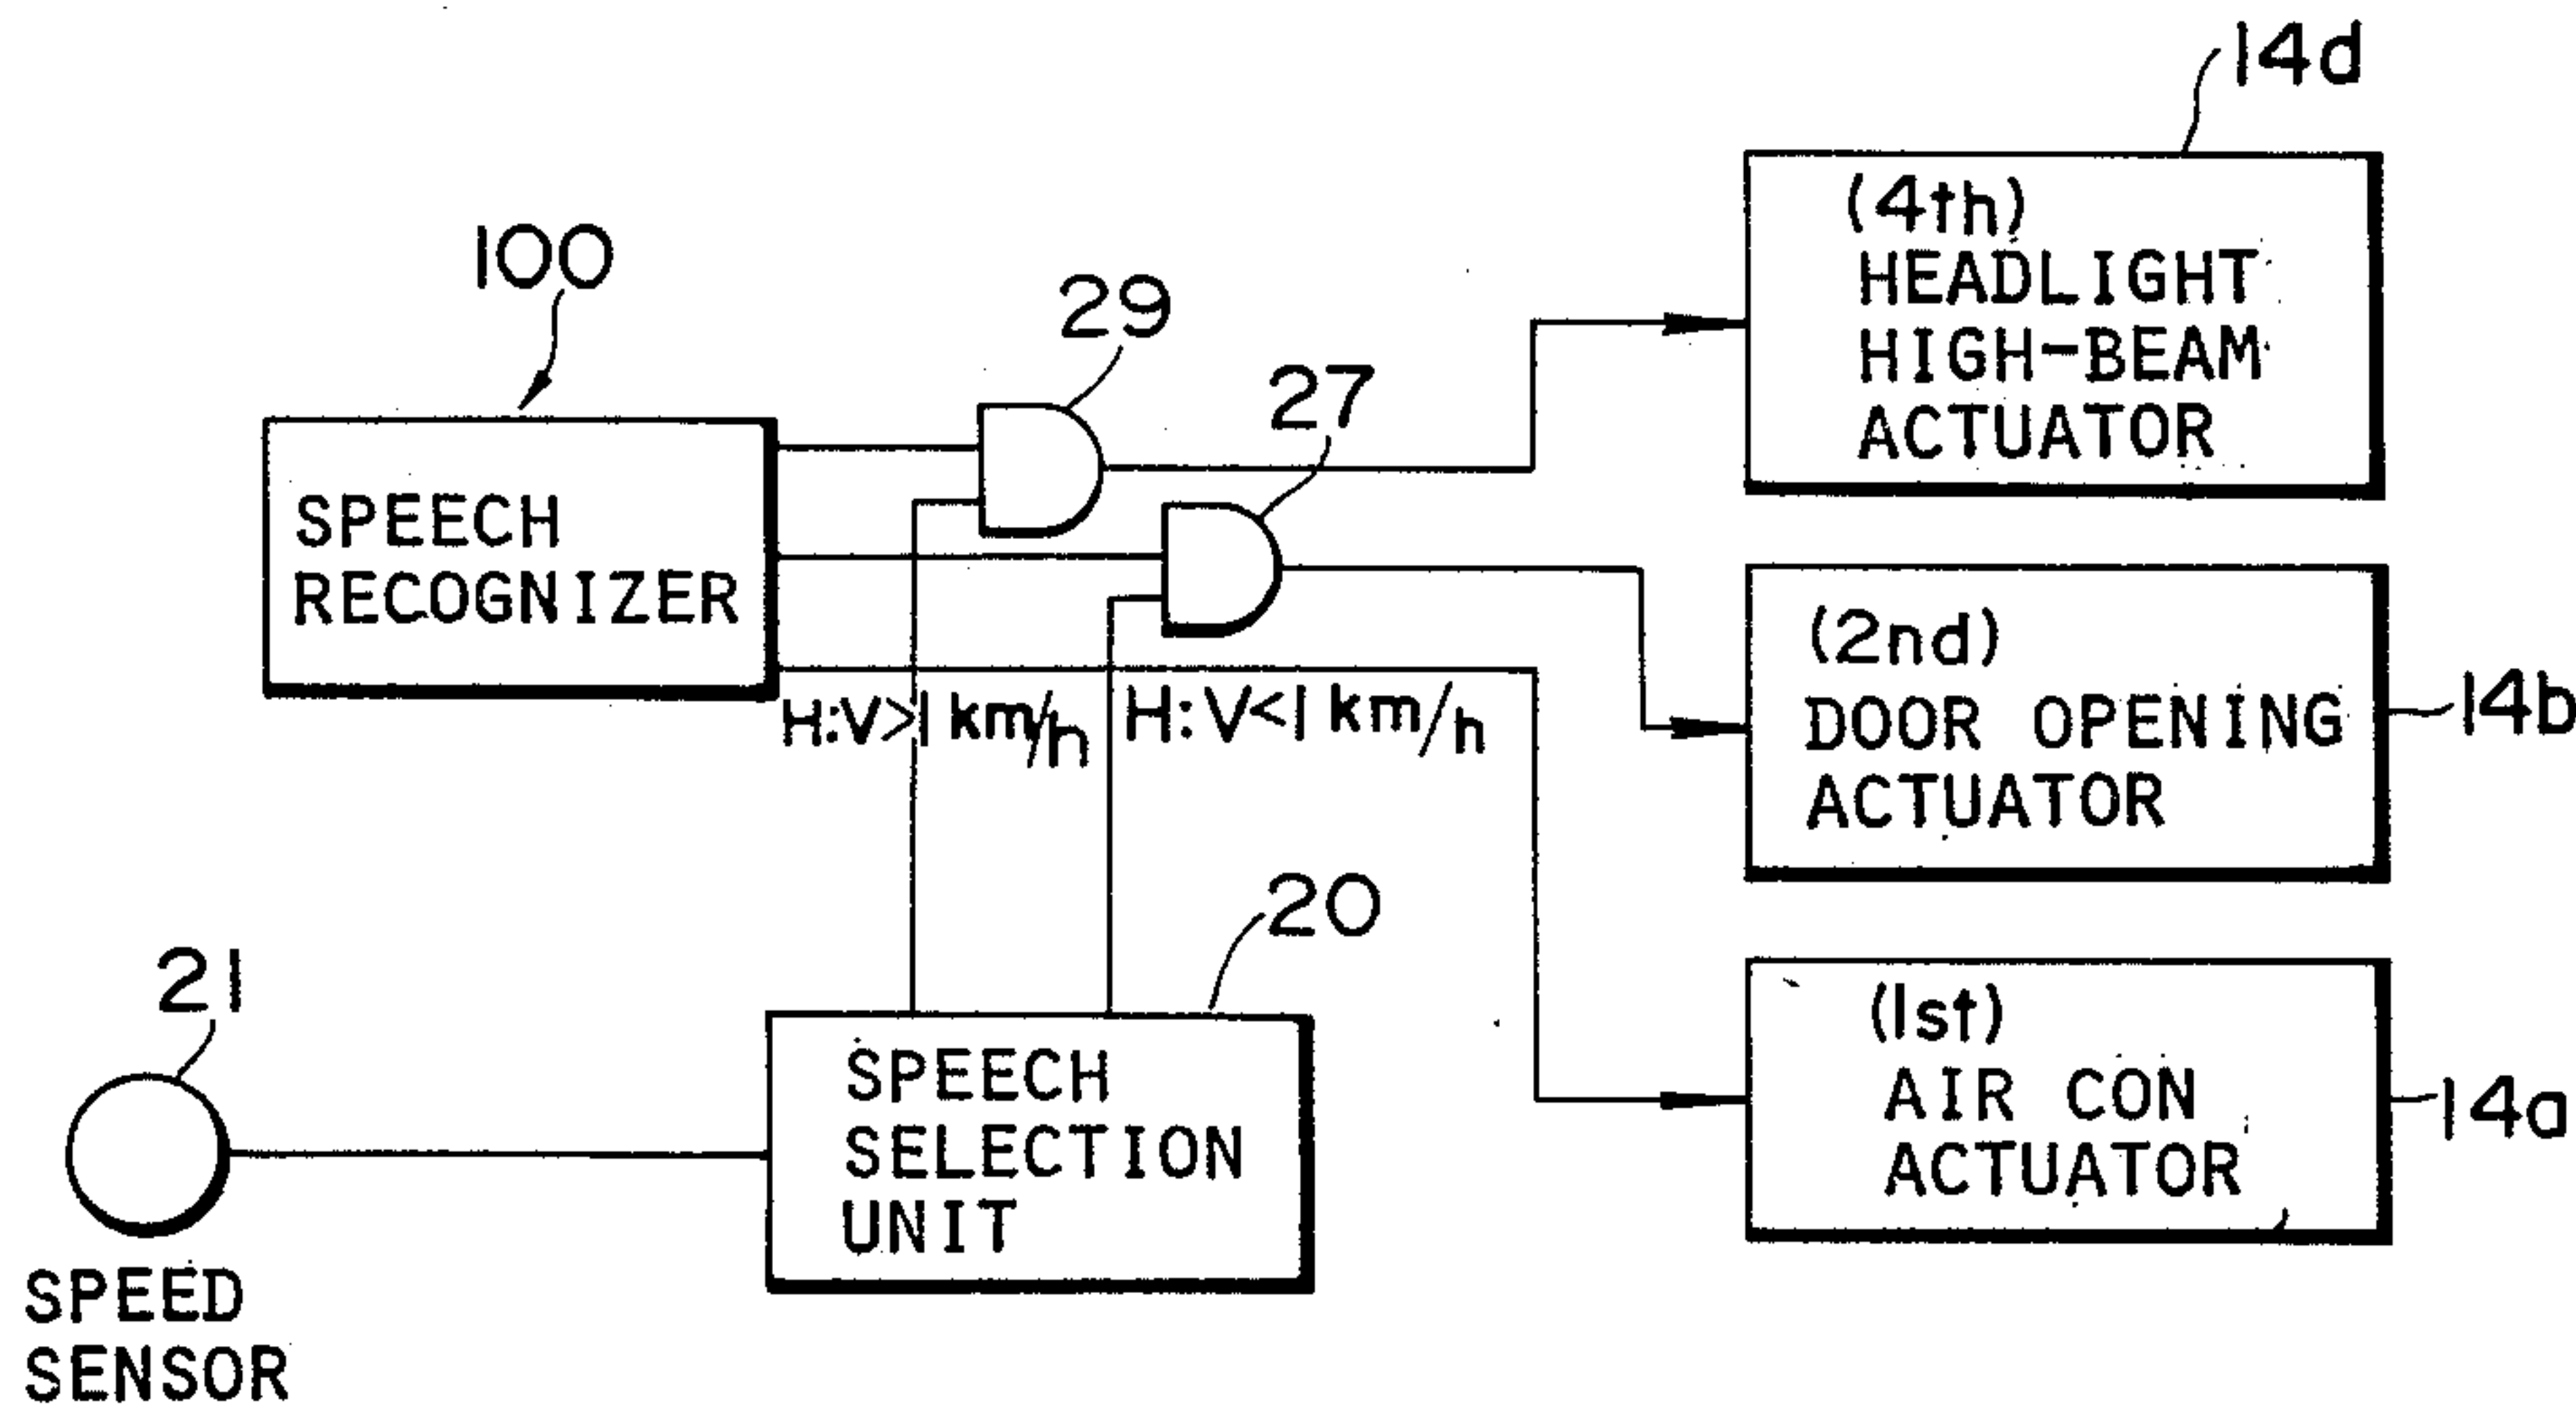 14d
(4th)
HEADLIGHT
HIGH-BEAM
ACTUATOR
100
29
27
SPEECH
RECOGNIZER
(2nd)
DOOR OPENING
ACTUATOR
14b
H:V>1 km/h
H:V<1 km/h
20
21
SPEECH
SELECTION
UNIT
(1st)
AIR CON
ACTUATOR
14a
SPEED
SENSOR